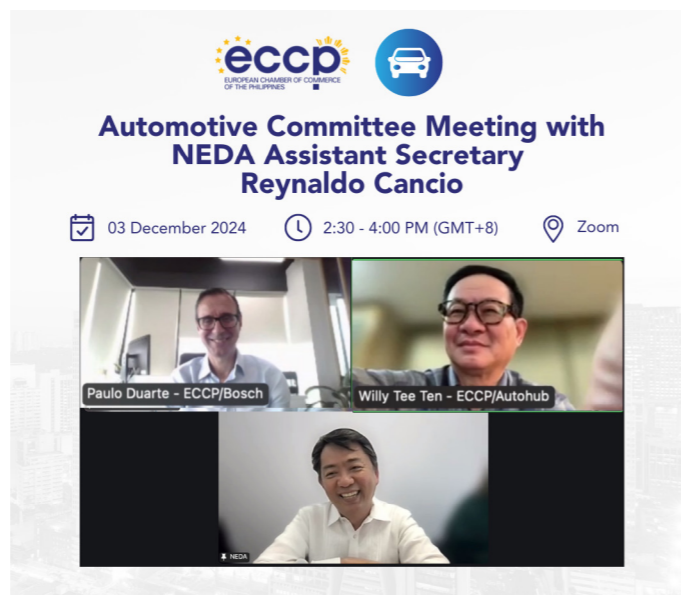 eccp
EUROPEAN CHAMBER OF COMMERCE
OF THE PHILIPPINES
Automotive Committee Meeting with
NEDA Assistant Secretary
Reynaldo Cancio
03 December 2024
2:30 - 4:00 PM (GMT+8)
Zoom
Paulo Duarte - ECCP/Bosch
Willy Tee Ten - ECCP/Autohub
NEDA